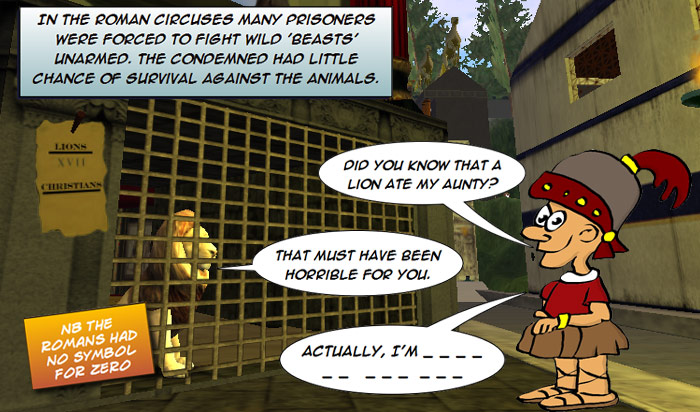 IN THE ROMAN CIRCUSES MANY PRISONERS
WERE FORCED TO FIGHT WILD 'BEASTS'
UNARMED. THE CONDEMNED HAD LITTLE
CHANCE OF SURVIVAL AGAINST THE ANIMALS.
LIONS
XVII
CHRISTIANS
DID YOU KNOW THAT A
LION ATE MY AUNTY?
THAT MUST HAVE BEEN
HORRIBLE FOR YOU.
NB THE
ROMANS HAD
NO SYMBOL
FOR ZERO
ACTUALLY, I'M _ _ _ _
_ _ _ _ _ _ _ _